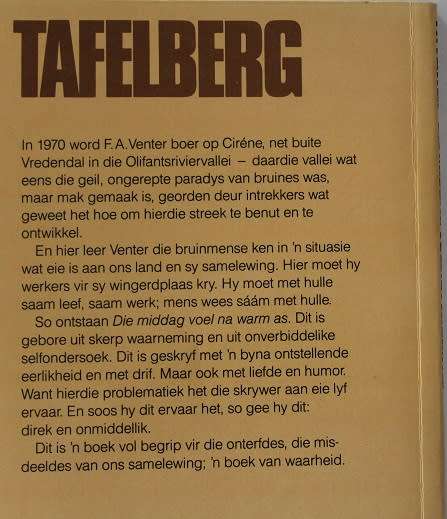 TAFELBERG
In 1970 word F.A.Venter boer op Ciréne, net buite
Vredendal in die Olifantsriviervallei — daardie vallei wat
eens die geil, ongerepte paradys van bruines was,
maar mak gemaak is, georden deur intrekkers wat
geweet het hoe om hierdie streek te benut en te
ontwikkel.
En hier leer Venter die bruinmense ken in 'n situasie
wat eie is aan ons land en sy samelewing. Hier moet hy
werkers vir sy wingerdplaas kry. Hy moet met hulle
saam leef, saam werk; mens wees sáám met hulle.
So ontstaan Die middag voel na warm as. Dit is
gebore uit skerp waarneming en uit onverbiddelike
selfondersoek. Dit is geskryf met 'n byna ontstellende
eerlikheid en met drif. Maar ook met liefde en humor.
Want hierdie problematiek het die skrywer aan eie lyf
ervaar. En soos hy dit ervaar het, so gee hy dit:
direk en onmiddellik.
Dit is 'n boek vol begrip vir die onterfdes, die mis-
deeldes van ons samelewing; 'n boek van waarheid.